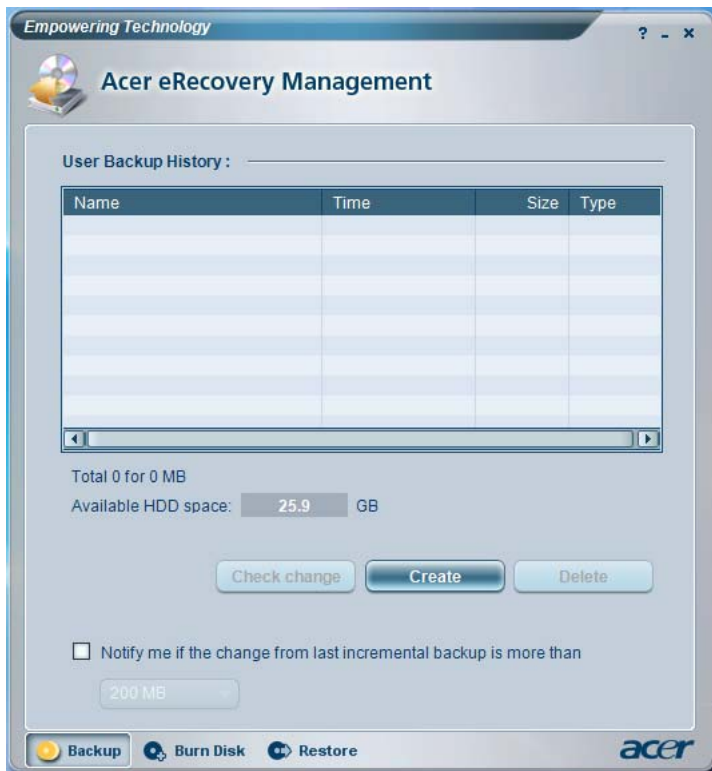 Empowering Technology
? - x
Acer eRecovery Management
User Backup History :
Name Time Size Type
Total 0 for 0 MB
Available HDD space: 25.9 GB
Check change Create Delete
Notify me if the change from last incremental backup is more than
200 MB
Backup Burn Disk Restore acer